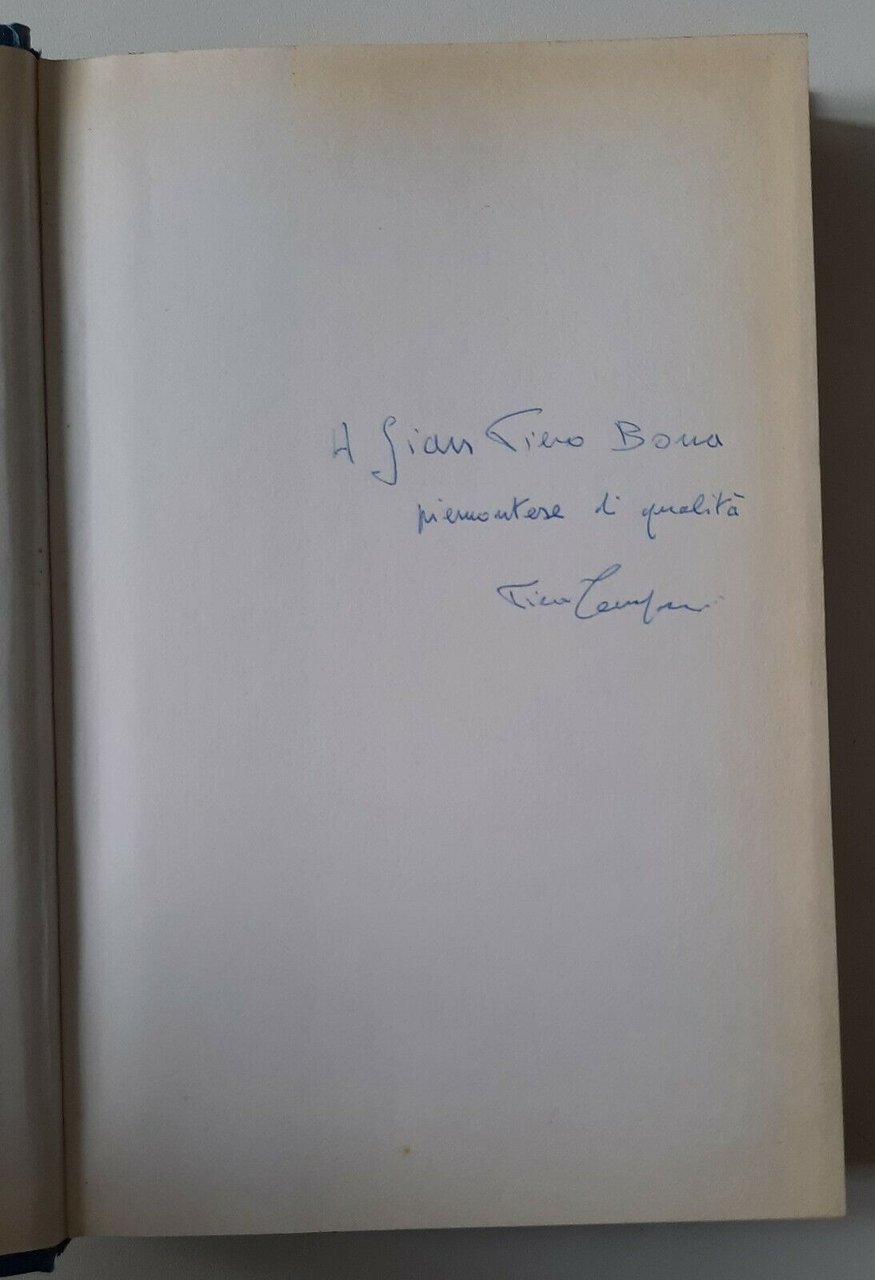 A Gian Piero Bona
piemontese di qualità